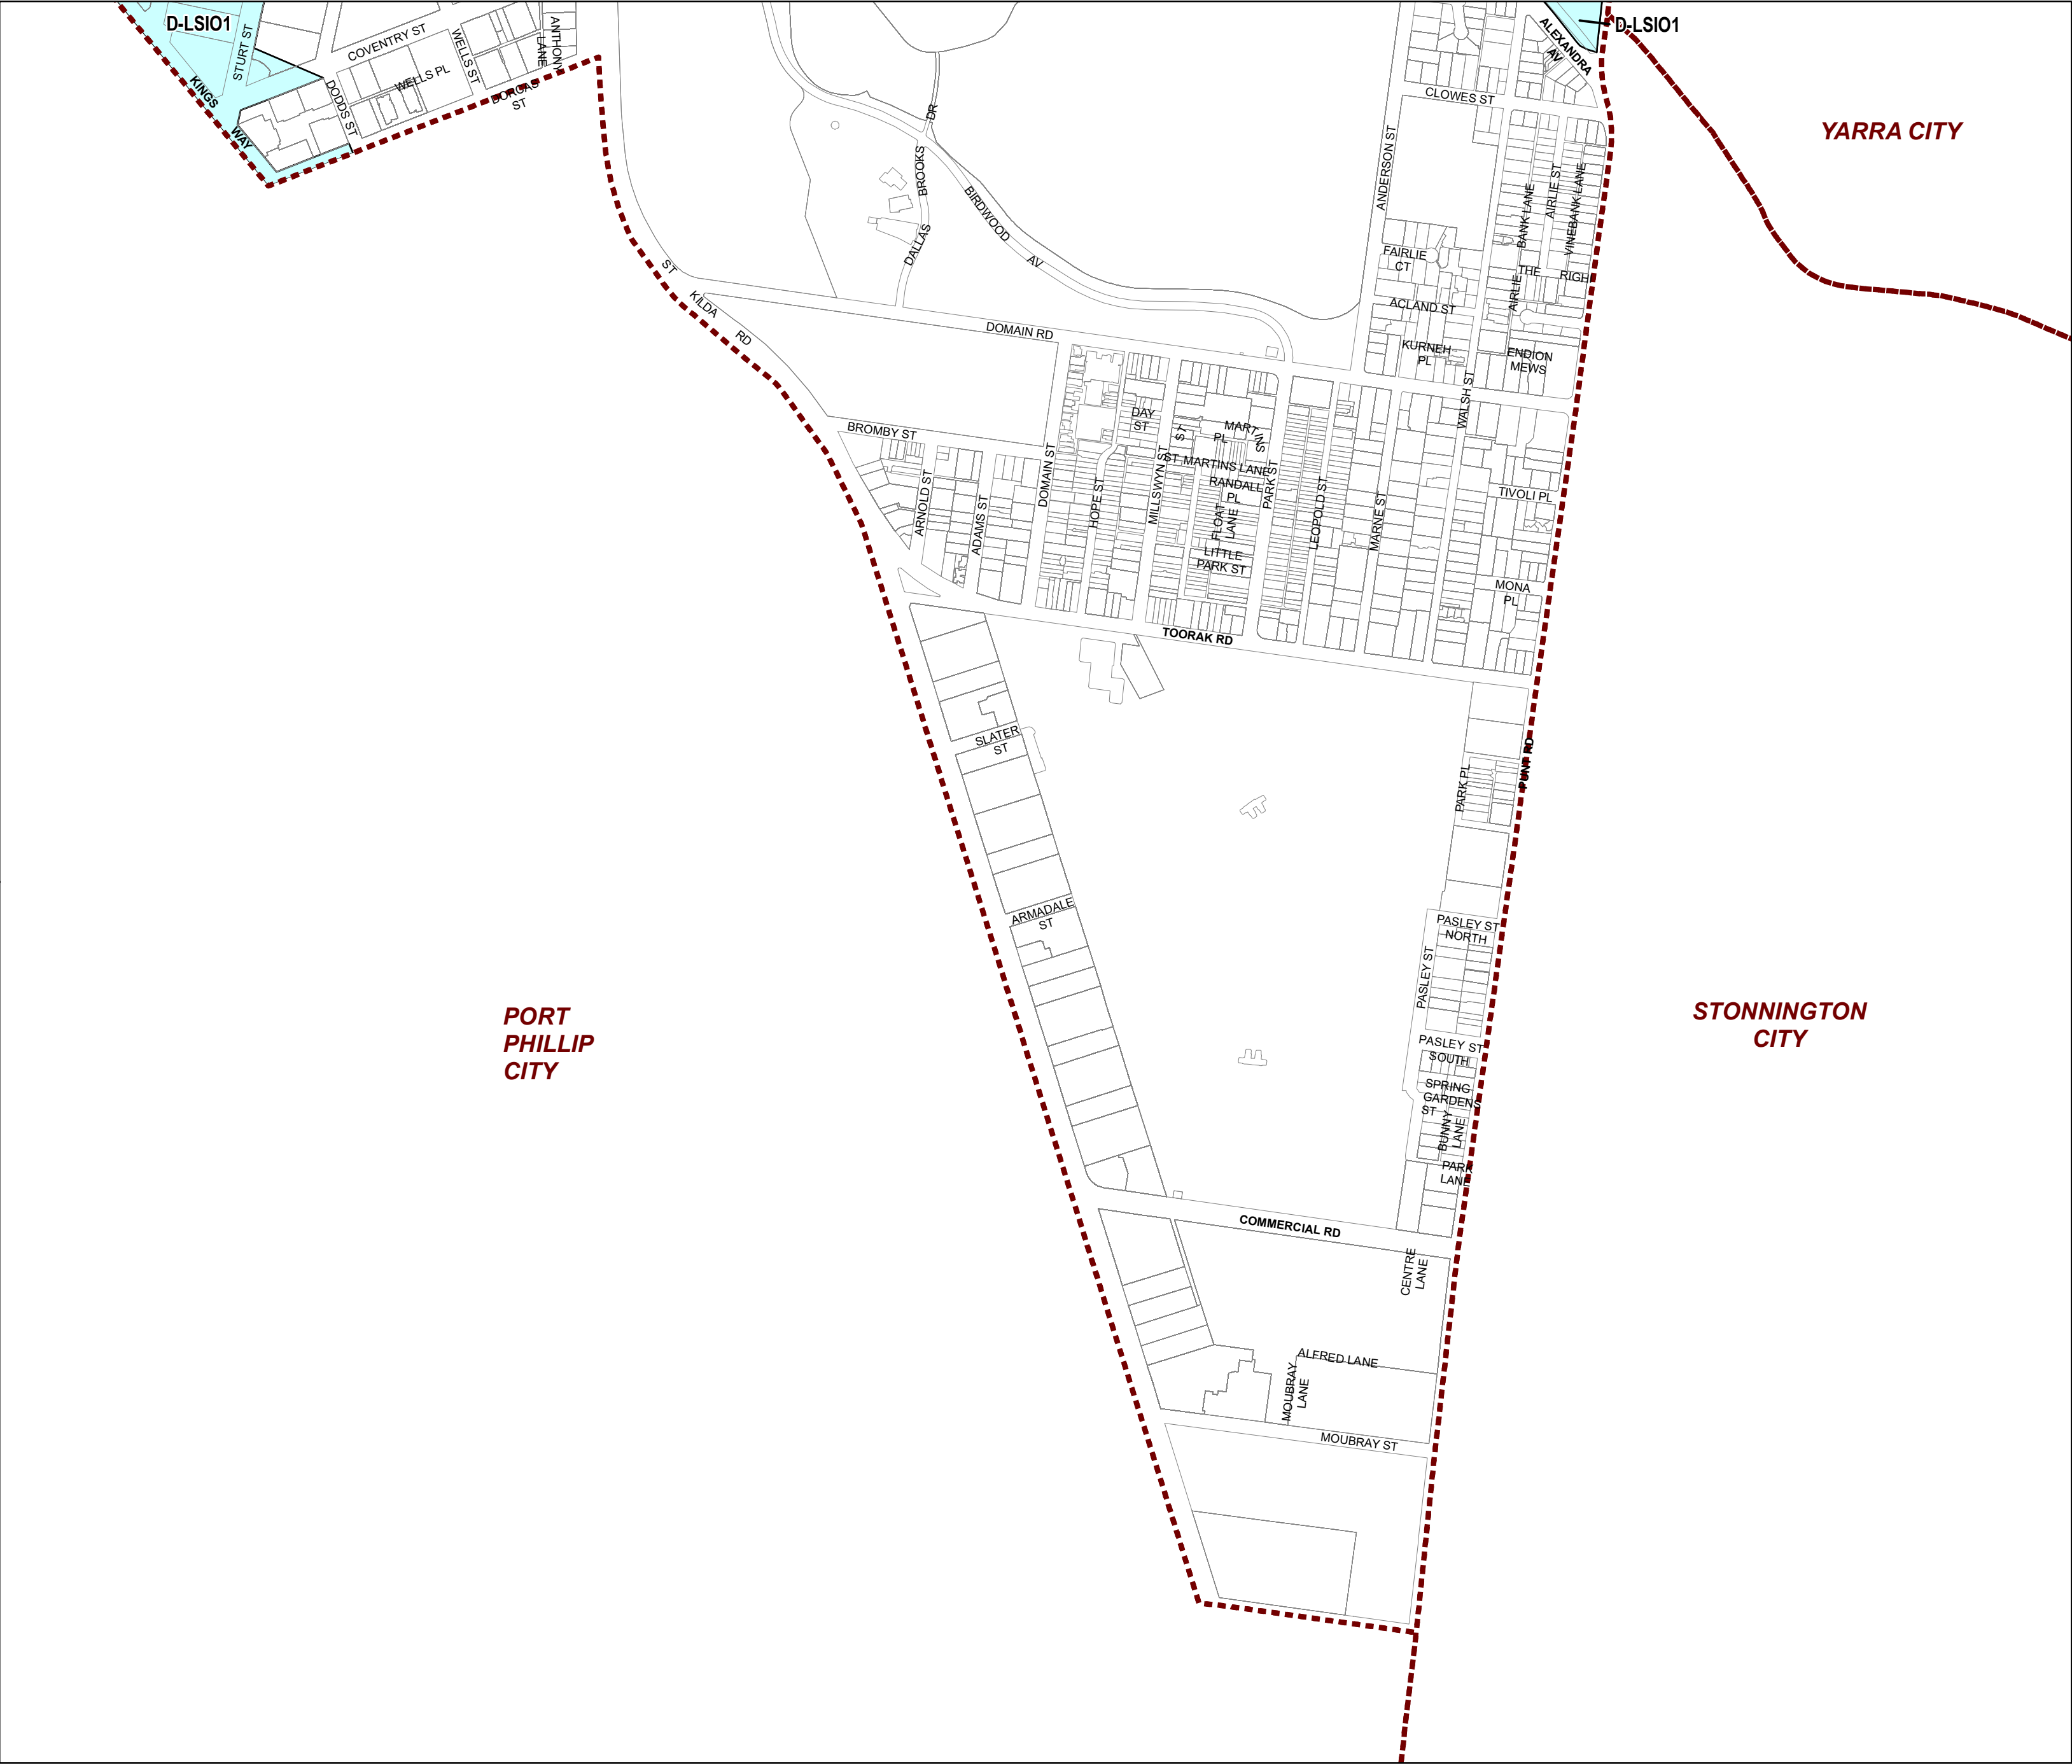 D-LSIO1
STURT ST
KINGS
WAY
COVENTRY ST
WELLS ST
WELLS PL
DODDS ST
ANTHONY
LANE
DORCAS
ST
D-LSIO1
ALEXANDRA
AV
CLOWES ST
YARRA CITY
ANDERSON ST
BROOKS
DR
DALLAS
BIRDWOOD
AV
BANK LANE
AIRLIE
AIRLIE ST
VINEBANK LANE
FAIRLIE
CT
THE
RIGHI
ACLAND ST
KURNEH
PL
ENDION
MEWS
ST
KILDA
RD
DOMAIN RD
WALSH ST
BROMBY ST
DAY
ST
ST
MARTINS
PL
ST MARTINS LANE
RANDALL
PL
FLOAT
LANE
LITTLE
PARK ST
ARNOLD ST
ADAMS ST
DOMAIN ST
HOPE ST
MILLSWYN ST
PARK ST
LEOPOLD ST
MARNE ST
TIVOLI PL
MONA
PL
TOORAK RD
SLATER
ST
PARK PL
PUNT RD
ARMADALE
ST
PASLEY ST
NORTH
PASLEY ST
PORT
PHILLIP
CITY
STONNINGTON
CITY
PASLEY ST
SOUTH
SPRING
GARDENS
ST
BUNNY
LANE
PARK
LANE
COMMERCIAL RD
CENTRE
LANE
ALFRED LANE
MOUBRAY
LANE
MOUBRAY ST